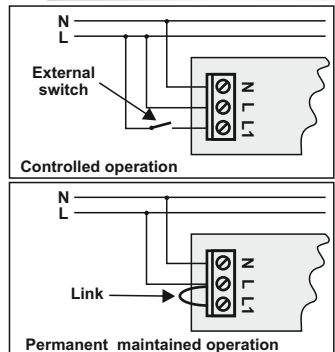 N
L
External
switch
N
L
L1
Controlled operation
N
L
N
L
L1
Link
Permanent maintained operation